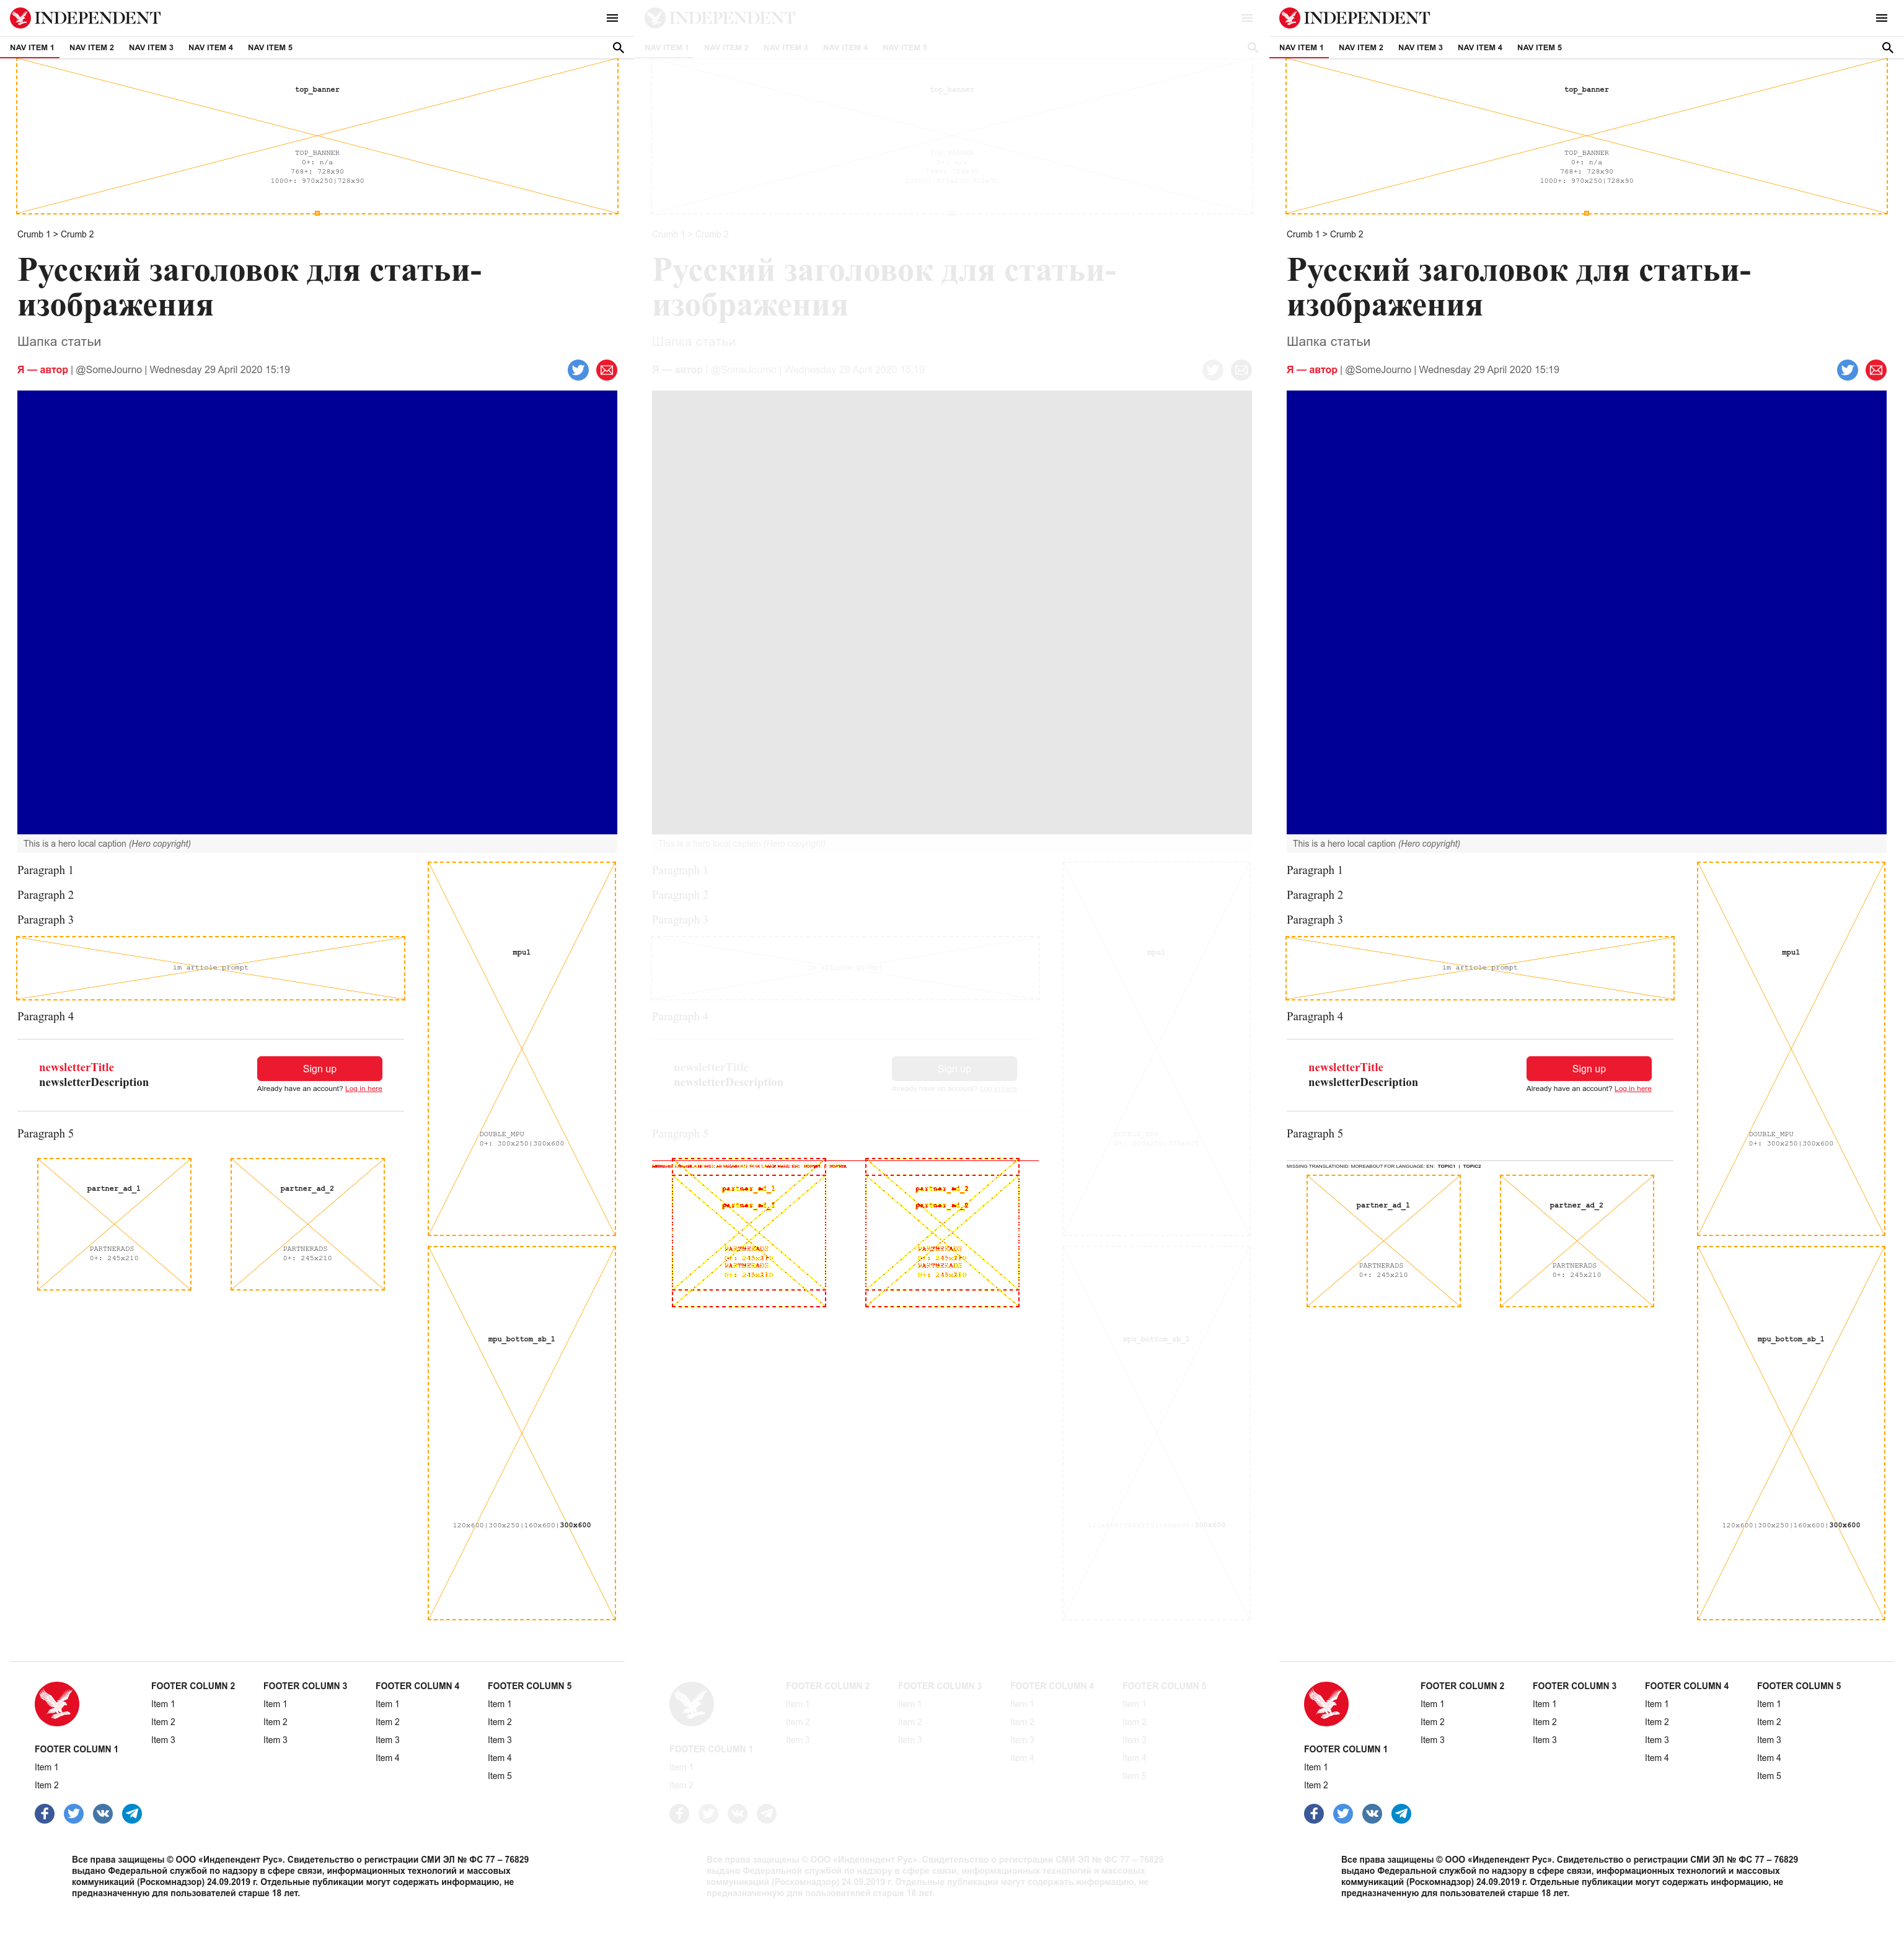 INDEPENDENT
NAV ITEM 1 NAV ITEM 2 NAV ITEM 3 NAV ITEM 4 NAV ITEM 5
top_banner
TOP_BANNER
0+: n/a
768+: 728x90
1000+: 970x250|728x90
Crumb 1 > Crumb 2
Русский заголовок для статьи-
изображения
Шапка статьи
Я — автор | @SomeJourno | Wednesday 29 April 2020 15:19
This is a hero local caption (Hero copyright)
Paragraph 1
Paragraph 2
Paragraph 3
im article prompt
Paragraph 4
newsletterTitle
newsletterDescription
Sign up
Already have an account? Log in here
Paragraph 5
partner_ad_1
PARTNERADS
0+: 245x210
partner_ad_2
PARTNERADS
0+: 245x210
mpu1
DOUBLE_MPU
0+: 300x250|300x600
mpu_bottom_sb_1
120x600|300x250|160x600|300x600
FOOTER COLUMN 1
Item 1
Item 2
FOOTER COLUMN 2
Item 1
Item 2
Item 3
FOOTER COLUMN 3
Item 1
Item 2
Item 3
FOOTER COLUMN 4
Item 1
Item 2
Item 3
Item 4
FOOTER COLUMN 5
Item 1
Item 2
Item 3
Item 4
Item 5
Все права защищены © ООО «Индепендент Рус». Свидетельство о регистрации СМИ ЭЛ № ФС 77 – 76829
выдано Федеральной службой по надзору в сфере связи, информационных технологий и массовых
коммуникаций (Роскомнадзор) 24.09.2019 г. Отдельные публикации могут содержать информацию, не
предназначенную для пользователей старше 18 лет.
INDEPENDENT
NAV ITEM 1 NAV ITEM 2 NAV ITEM 3 NAV ITEM 4 NAV ITEM 5
top_banner
Crumb 1 > Crumb 2
Русский заголовок для статьи-
изображения
Шапка статьи
Я — автор | @SomeJourno | Wednesday 29 April 2020 15:19
This is a hero local caption (Hero copyright)
Paragraph 1
Paragraph 2
Paragraph 3
Paragraph 4
newsletterTitle
newsletterDescription
Sign up
Already have an account? Log in here
Paragraph 5
partner_ad_1
partner_ad_1
PARTNERADS
0+: 245x210
PARTNERADS
0+: 245x210
partner_ad_2
partner_ad_2
PARTNERADS
0+: 245x210
PARTNERADS
0+: 245x210
mpu1
mpu_bottom_sb_1
300x600
FOOTER COLUMN 1
Item 1
Item 2
FOOTER COLUMN 2
Item 1
Item 2
Item 3
FOOTER COLUMN 3
Item 1
Item 2
Item 3
FOOTER COLUMN 4
Item 1
Item 2
Item 3
Item 4
FOOTER COLUMN 5
Item 1
Item 2
Item 3
Item 4
Item 5
Все права защищены © ООО «Индепендент Рус». Свидетельство о регистрации СМИ ЭЛ № ФС 77 – 76829
выдано Федеральной службой по надзору в сфере связи, информационных технологий и массовых
коммуникаций (Роскомнадзор) 24.09.2019 г. Отдельные публикации могут содержать информацию, не
предназначенную для пользователей старше 18 лет.
INDEPENDENT
NAV ITEM 1 NAV ITEM 2 NAV ITEM 3 NAV ITEM 4 NAV ITEM 5
top_banner
TOP_BANNER
0+: n/a
768+: 728x90
1000+: 970x250|728x90
Crumb 1 > Crumb 2
Русский заголовок для статьи-
изображения
Шапка статьи
Я — автор | @SomeJourno | Wednesday 29 April 2020 15:19
This is a hero local caption (Hero copyright)
Paragraph 1
Paragraph 2
Paragraph 3
im article prompt
Paragraph 4
newsletterTitle
newsletterDescription
Sign up
Already have an account? Log in here
Paragraph 5
MISSING TRANSLATIONID: MOREABOUT FOR LANGUAGE: EN TOPIC1 | TOPIC2
partner_ad_1
PARTNERADS
0+: 245x210
partner_ad_2
PARTNERADS
0+: 245x210
mpu1
DOUBLE_MPU
0+: 300x250|300x600
mpu_bottom_sb_1
120x600|300x250|160x600|300x600
FOOTER COLUMN 1
Item 1
Item 2
FOOTER COLUMN 2
Item 1
Item 2
Item 3
FOOTER COLUMN 3
Item 1
Item 2
Item 3
FOOTER COLUMN 4
Item 1
Item 2
Item 3
Item 4
FOOTER COLUMN 5
Item 1
Item 2
Item 3
Item 4
Item 5
Все права защищены © ООО «Индепендент Рус». Свидетельство о регистрации СМИ ЭЛ № ФС 77 – 76829
выдано Федеральной службой по надзору в сфере связи, информационных технологий и массовых
коммуникаций (Роскомнадзор) 24.09.2019 г. Отдельные публикации могут содержать информацию, не
предназначенную для пользователей старше 18 лет.